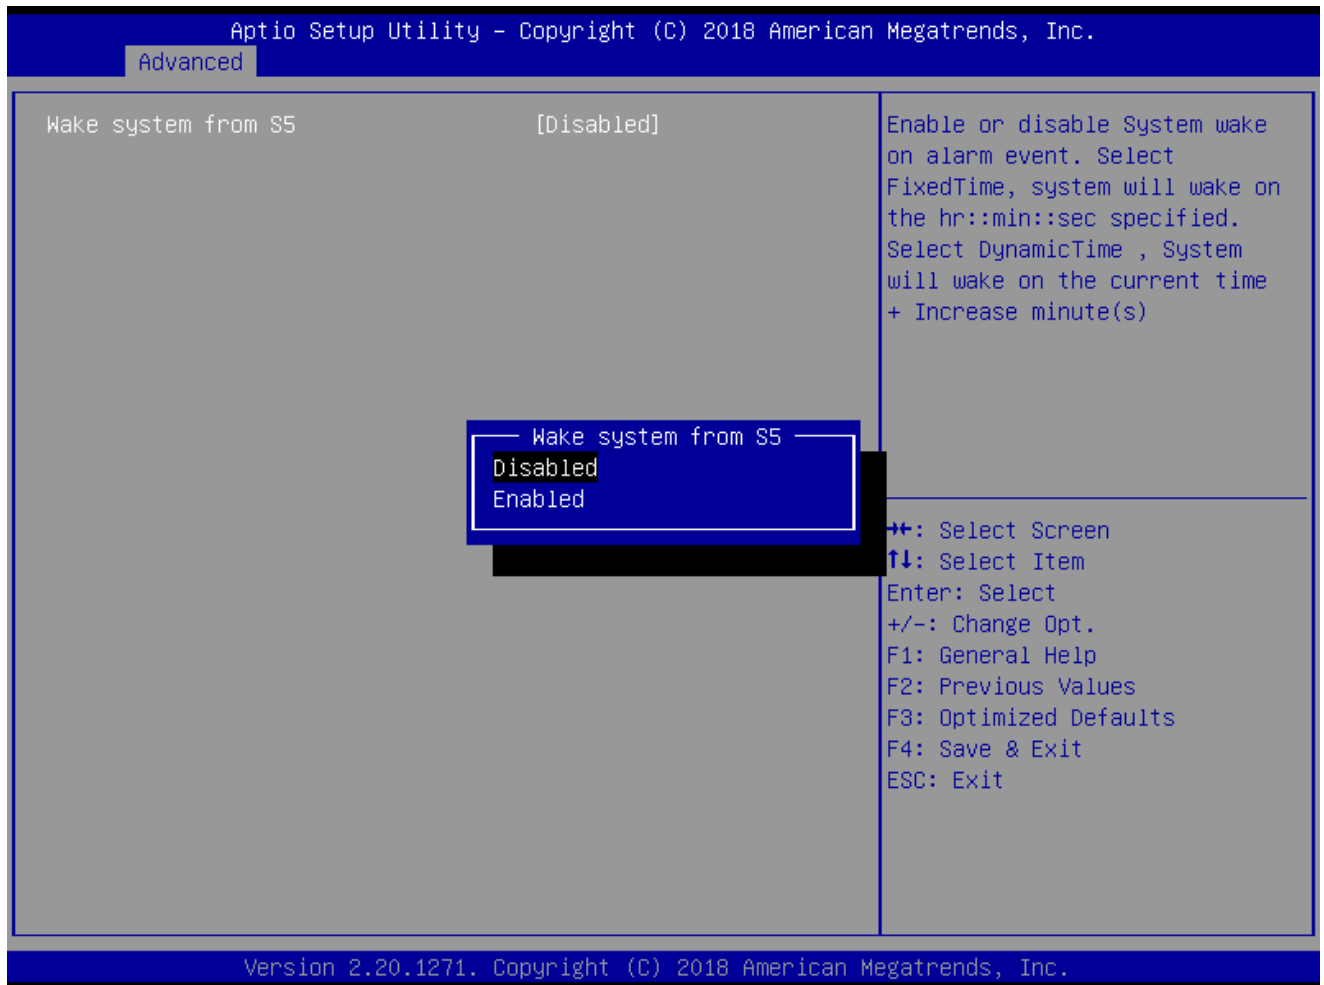 Aptio Setup Utility – Copyright (C) 2018 American Megatrends, Inc.
Advanced
Wake system from S5 [Disabled]
Enable or disable System wake
on alarm event. Select
FixedTime, system will wake on
the hr::min::sec specified.
Select DynamicTime , System
will wake on the current time
+ Increase minute(s)
Wake system from S5
Disabled
Enabled
→←: Select Screen
↑↓: Select Item
Enter: Select
+/-: Change Opt.
F1: General Help
F2: Previous Values
F3: Optimized Defaults
F4: Save & Exit
ESC: Exit
Version 2.20.1271. Copyright (C) 2018 American Megatrends, Inc.